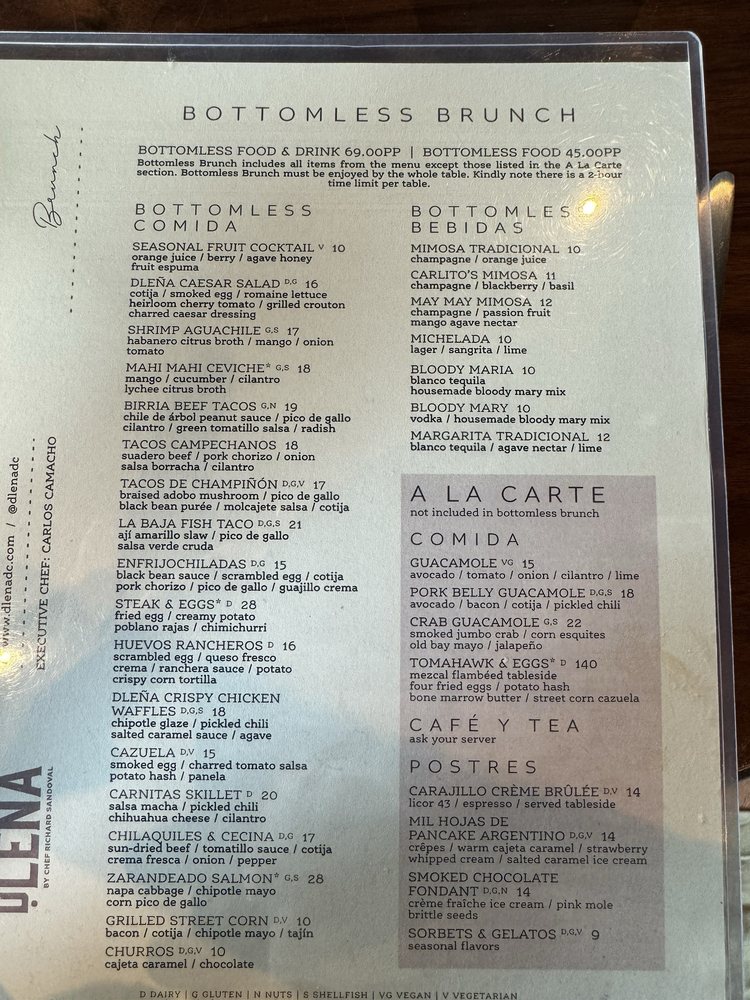 BOTTOMLESS BRUNCH
BOTTOMLESS FOOD & DRINK 69.00PP | BOTTOMLESS FOOD 45.00PP
Bottomless Brunch includes all items from the menu except those listed in the A La Carte
section. Bottomless Brunch must be enjoyed by the whole table. Kindly note there is a 2-hour
time limit per table.
Brunch
www.dlenadc.com / @dlenadc
EXECUTIVE CHEF: CARLOS CAMACHO
DLEÑA
BY CHEF RICHARD SANDOVAL
BOTTOMLESS
COMIDA
SEASONAL FRUIT COCKTAIL V 10
orange juice / berry / agave honey
fruit espuma
DLEÑA CAESAR SALAD D,G 16
cotija / smoked egg / romaine lettuce
heirloom cherry tomato / grilled crouton
charred caesar dressing
SHRIMP AGUACHILE G,S 17
habanero citrus broth / mango / onion
tomato
MAHI MAHI CEVICHE* G,S 18
mango / cucumber / cilantro
lychee citrus broth
BIRRIA BEEF TACOS G,N 19
chile de árbol peanut sauce / pico de gallo
cilantro / green tomatillo salsa / radish
TACOS CAMPECHANOS 18
suadero beef / pork chorizo / onion
salsa borracha / cilantro
TACOS DE CHAMPIÑÓN D,G,V 17
braised adobo mushroom / pico de gallo
black bean purée / molcajete salsa / cotija
LA BAJA FISH TACO D,G,S 21
ají amarillo slaw / pico de gallo
salsa verde cruda
ENFRIJOCHILADAS D,G 15
black bean sauce / scrambled egg / cotija
pork chorizo / pico de gallo / guajillo crema
STEAK & EGGS* D 28
fried egg / creamy potato
poblano rajas / chimichurri
HUEVOS RANCHEROS D 16
scrambled egg / queso fresco
crema / ranchera sauce / potato
crispy corn tortilla
DLEÑA CRISPY CHICKEN
WAFFLES D,G,S 18
chipotle glaze / pickled chili
salted caramel sauce / agave
CAZUELA D,V 15
smoked egg / charred tomato salsa
potato hash / panela
CARNITAS SKILLET D 20
salsa macha / pickled chili
chihuahua cheese / cilantro
CHILAQUILES & CECINA D,G 17
sun-dried beef / tomatillo sauce / cotija
crema fresca / onion / pepper
ZARANDEADO SALMON* G,S 28
napa cabbage / chipotle mayo
corn pico de gallo
GRILLED STREET CORN D,V 10
bacon / cotija / chipotle mayo / tajín
CHURROS D,G,V 10
cajeta caramel / chocolate
BOTTOMLES
BEBIDAS
MIMOSA TRADICIONAL 10
champagne / orange juice
CARLITO'S MIMOSA 11
champagne / blackberry / basil
MAY MAY MIMOSA 12
champagne / passion fruit
mango agave nectar
MICHELADA 10
lager / sangrita / lime
BLOODY MARIA 10
blanco tequila
housemade bloody mary mix
BLOODY MARY 10
vodka / housemade bloody mary mix
MARGARITA TRADICIONAL 12
blanco tequila / agave nectar / lime
A LA CARTE
not included in bottomless brunch
COMIDA
GUACAMOLE VG 15
avocado / tomato / onion / cilantro / lime
PORK BELLY GUACAMOLE D,G,S 18
avocado / bacon / cotija / pickled chili
CRAB GUACAMOLE G,S 22
smoked jumbo crab / corn esquites
old bay mayo / jalapeño
TOMAHAWK & EGGS* D 140
mezcal flambéed tableside
four fried eggs / potato hash
bone marrow butter / street corn cazuela
CAFÉ Y TEA
ask your server
POSTRES
CARAJILLO CRÈME BRÛLÉE D,V 14
licor 43 / espresso / served tableside
MIL HOJAS DE
PANCAKE ARGENTINO D,G,V 14
crêpes / warm cajeta caramel / strawberry
whipped cream / salted caramel ice cream
SMOKED CHOCOLATE
FONDANT D,G,N 14
crème fraîche ice cream / pink mole
brittle seeds
SORBETS & GELATOS D,G,V 9
seasonal flavors
D DAIRY | G GLUTEN | N NUTS | S SHELLFISH | VG VEGAN | V VEGETARIAN